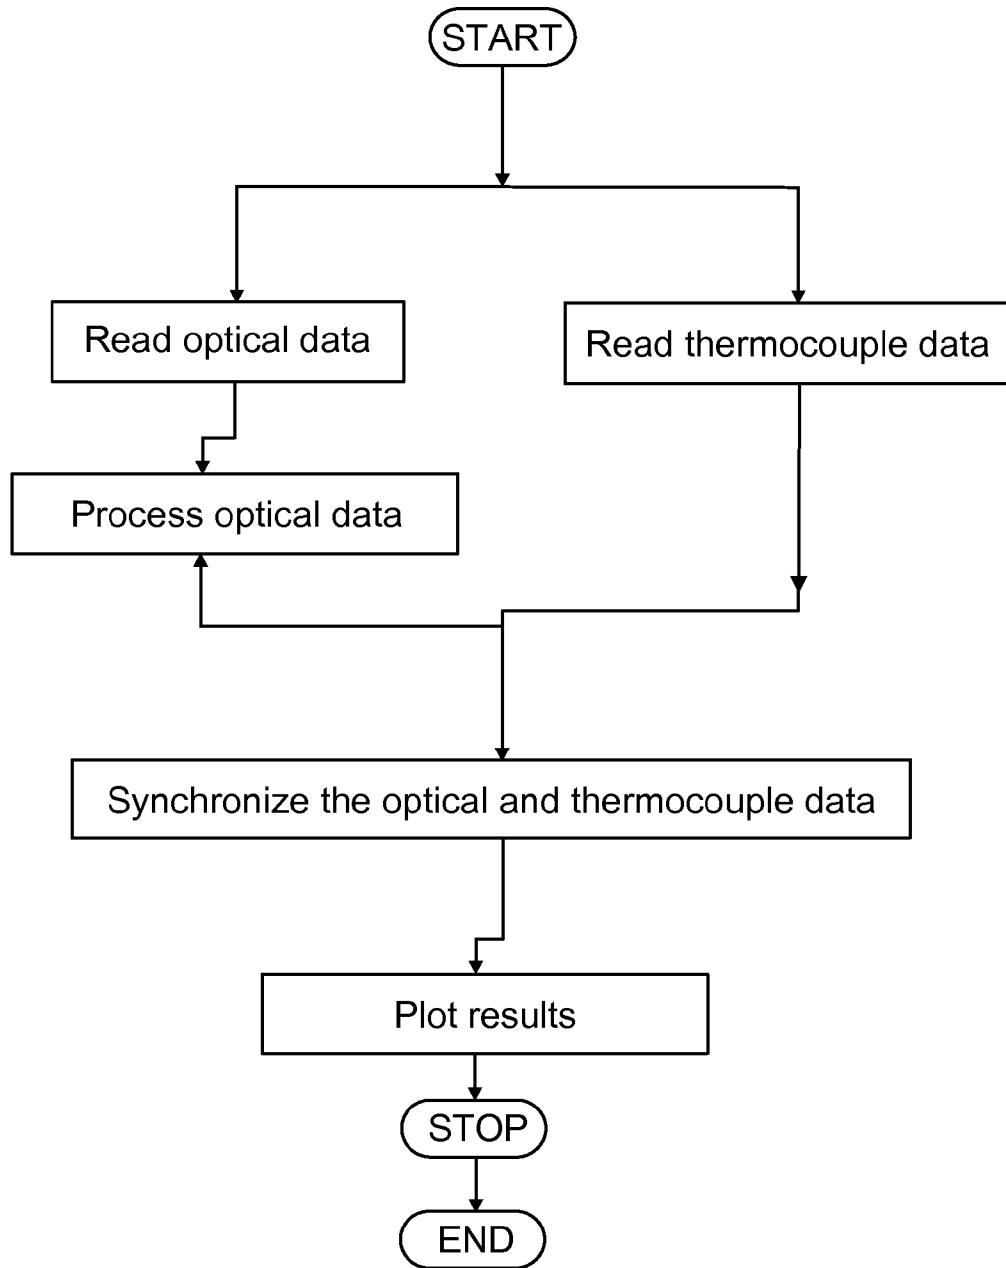 START
Read optical data
Read thermocouple data
Process optical data
Synchronize the optical and thermocouple data
Plot results
STOP
END